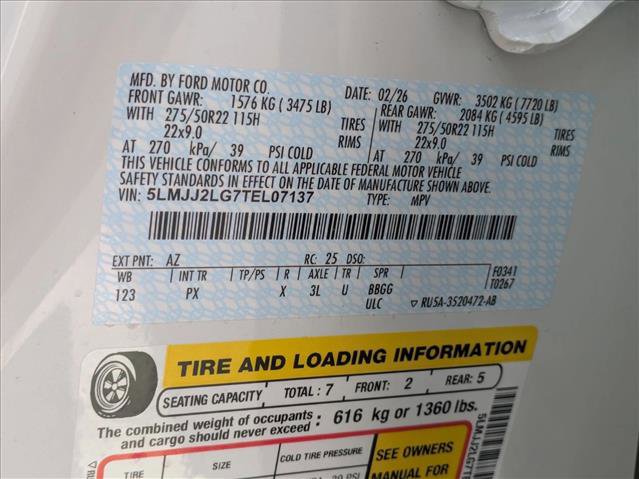 MFD. BY FORD MOTOR CO. DATE: 02/26 GVWR: 3502 KG (7720 LB)
FRONT GAWR: 1576 KG (3475 LB) REAR GAWR: 2084 KG (4595 LB)
WITH 275/50R22 115H TIRES WITH 275/50R22 115H TIRES
22x9.0 RIMS 22x9.0 RIMS
AT 270 kPa/ 39 PSI COLD AT 270 kPa/ 39 PSI COLD
THIS VEHICLE CONFORMS TO ALL APPLICABLE FEDERAL MOTOR VEHICLE
SAFETY STANDARDS IN EFFECT ON THE DATE OF MANUFACTURE SHOWN ABOVE.
VIN: 5LMJJ2LG7TEL07137 TYPE: MPV
EXT PNT: AZ RC: 25 DSO:
WB INT TR TP/PS R AXLE TR SPR F0341
123 PX X 3L U BBGG T0267
ULC ▽ RU5A-3520472-AB
TIRE AND LOADING INFORMATION
SEATING CAPACITY TOTAL: 7 FRONT: 2 REAR: 5
The combined weight of occupants and cargo should never exceed: 616 kg or 1360 lbs.
TIRE SIZE COLD TIRE PRESSURE
SEE OWNERS
MANUAL FOR
5LMJJ2LG7TE